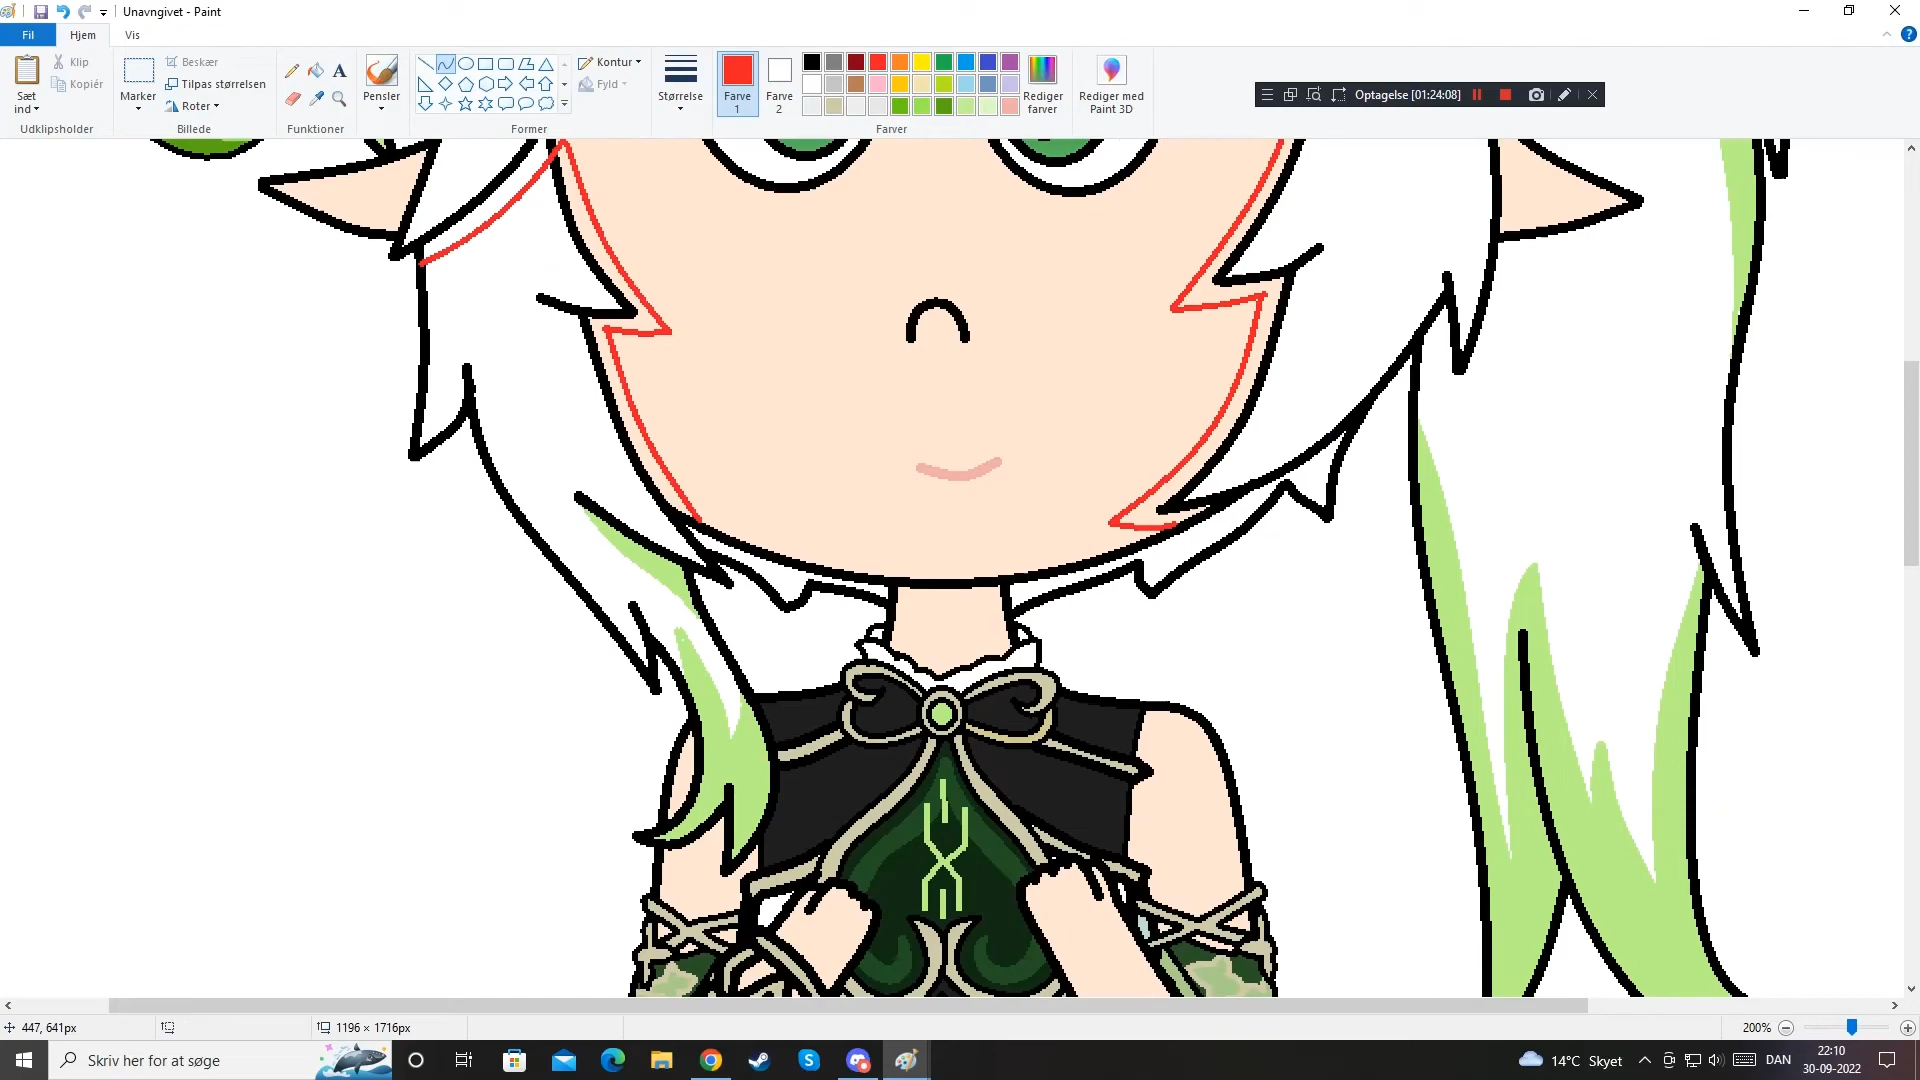 Unavngivet - Paint
Fil Hjem Vis
Sæt ind
Klip
Kopiér
Udklipsholder
Marker
Beskær
Tilpas størrelsen
Roter
Billede
A
Funktioner
Pensler
Former
Kontur
Fyld
Størrelse
Farve 1
Farve 2
Farver
Rediger farver
Rediger med Paint 3D
Optagelse [01:24:08]
447, 641px
1196 × 1716px
200%
Skriv her for at søge
14°C Skyet
DAN
22:10
30-09-2022